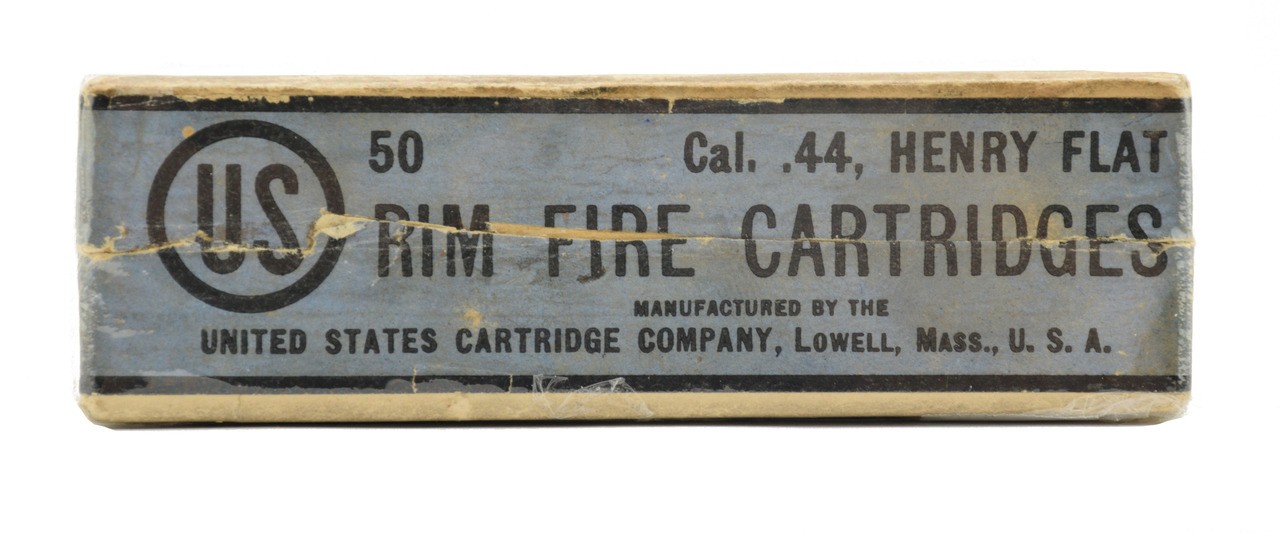 US
50 Cal. .44, HENRY FLAT
RIM FIRE CARTRIDGES
MANUFACTURED BY THE
UNITED STATES CARTRIDGE COMPANY, LOWELL, MASS., U. S. A.